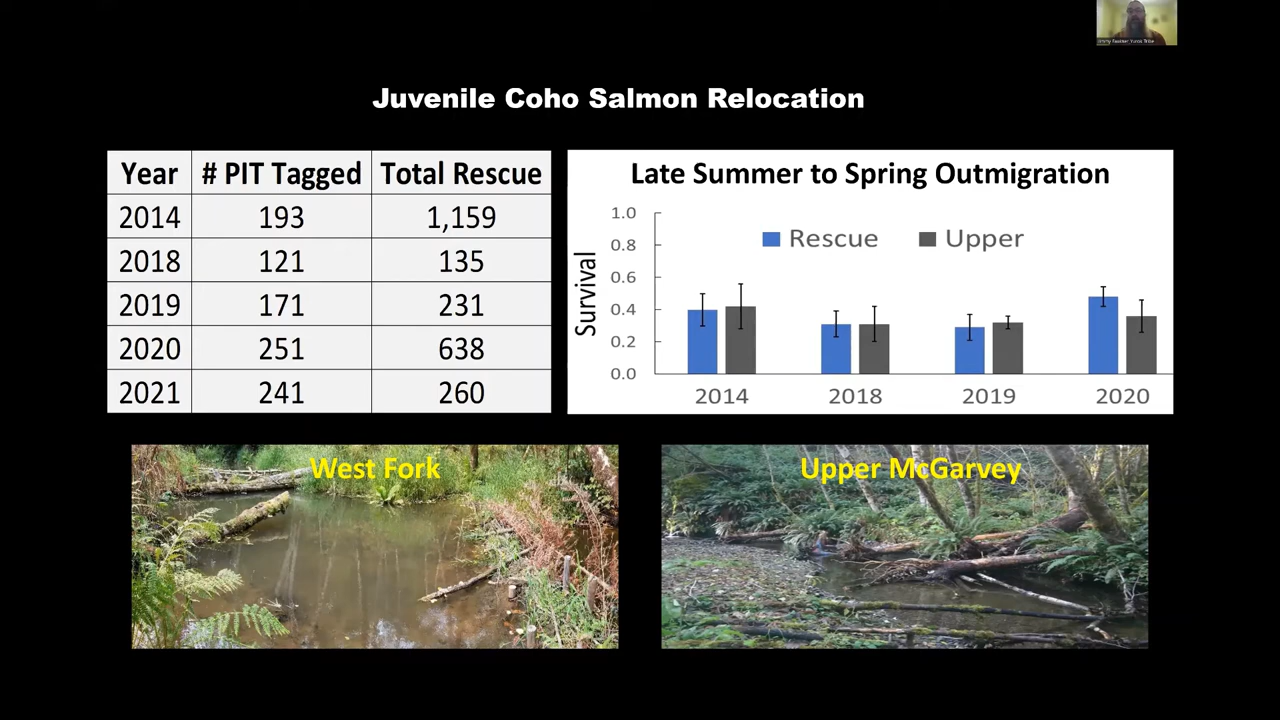 Juvenile Coho Salmon Relocation
Year # PIT Tagged Total Rescue
2014 193 1,159
2018 121 135
2019 171 231
2020 251 638
2021 241 260
Late Summer to Spring Outmigration
1.0
0.8
0.6
0.4
0.2
0.0
Survival
Rescue Upper
2014 2018 2019 2020
West Fork
Upper McGarvey